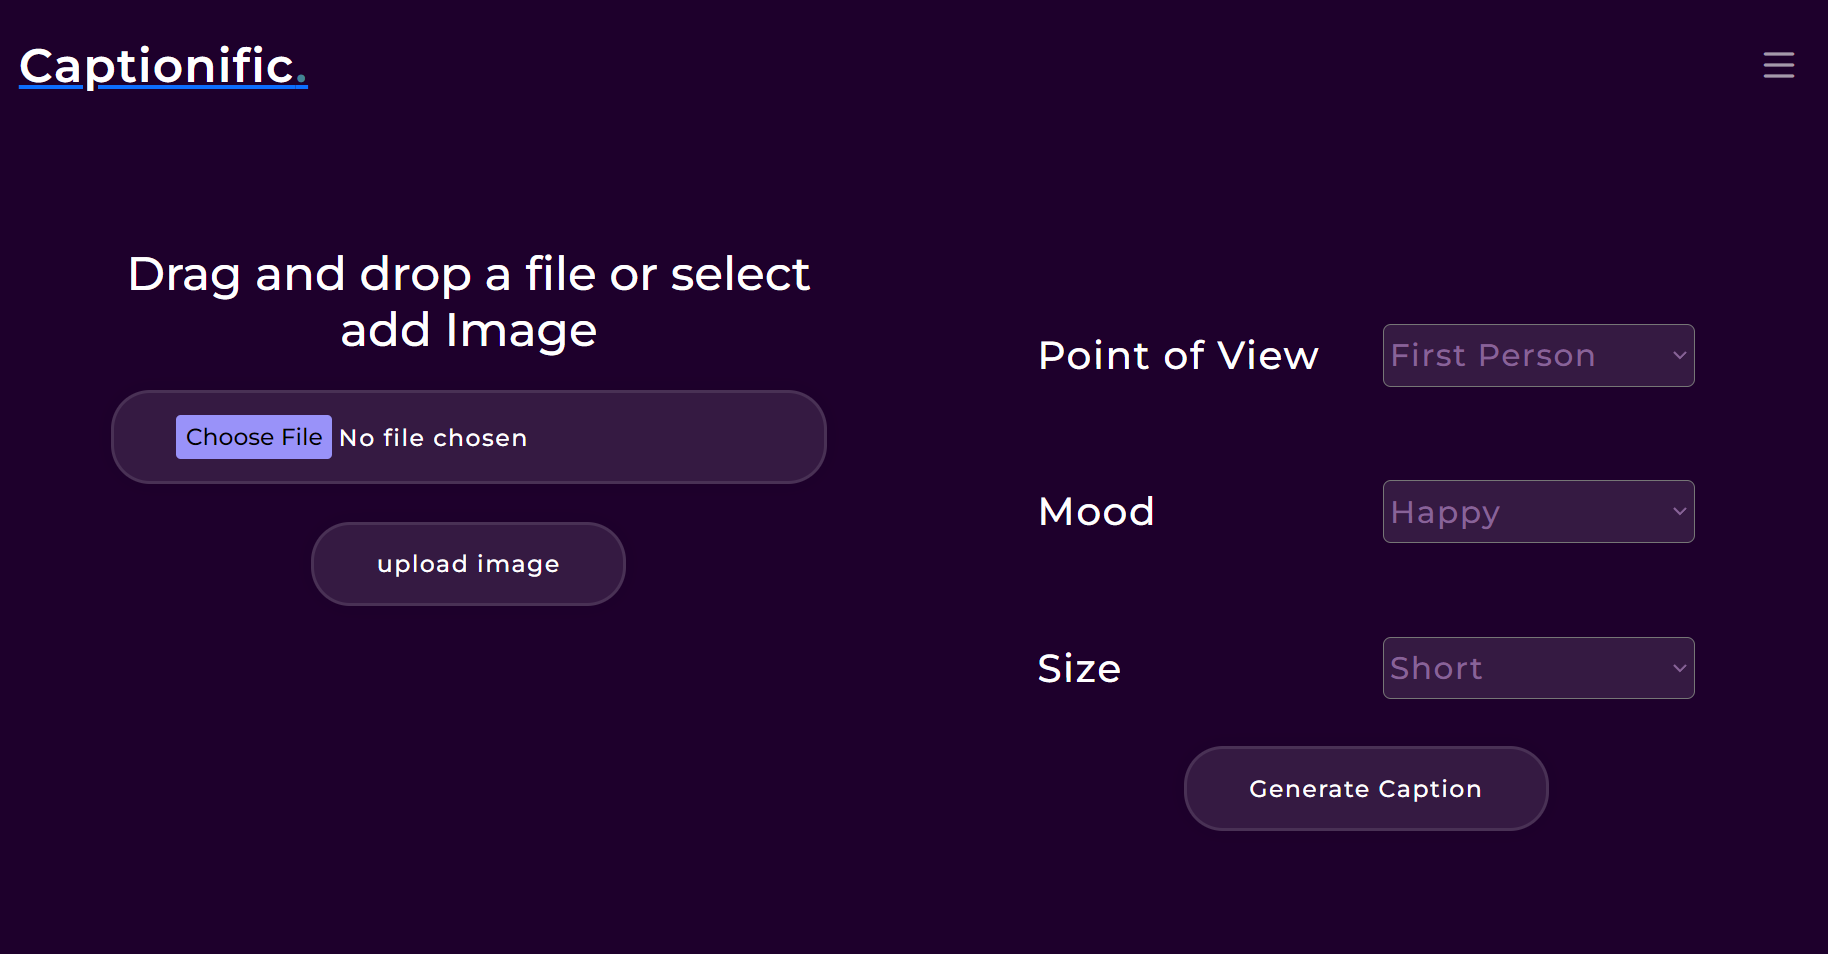 Captionific.
Drag and drop a file or select
add Image
Choose File No file chosen
upload image
Point of View First Person
Mood Happy
Size Short
Generate Caption